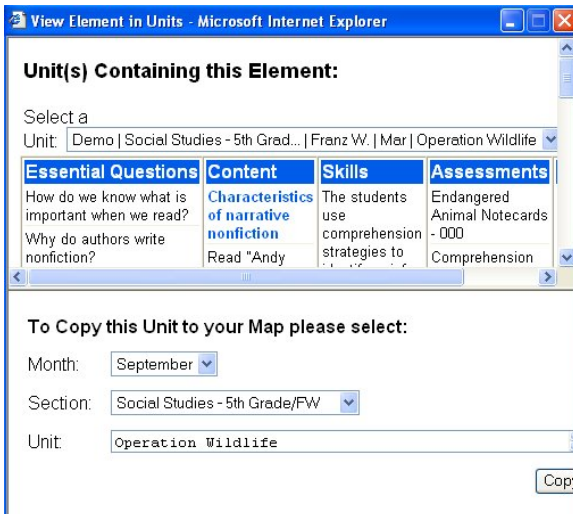 View Element in Units - Microsoft Internet Explorer
Unit(s) Containing this Element:
Select a
Unit: Demo | Social Studies - 5th Grad... | Franz W. | Mar | Operation Wildlife
Essential Questions Content Skills Assessments
How do we know what is
important when we read?
Why do authors write
nonfiction?
Characteristics
of narrative
nonfiction
Read "Andy
The students
use
comprehension
strategies to
Endangered
Animal Notecards
- 000
Comprehension
To Copy this Unit to your Map please select:
Month: September
Section: Social Studies - 5th Grade/FW
Unit: Operation Wildlife
Copy